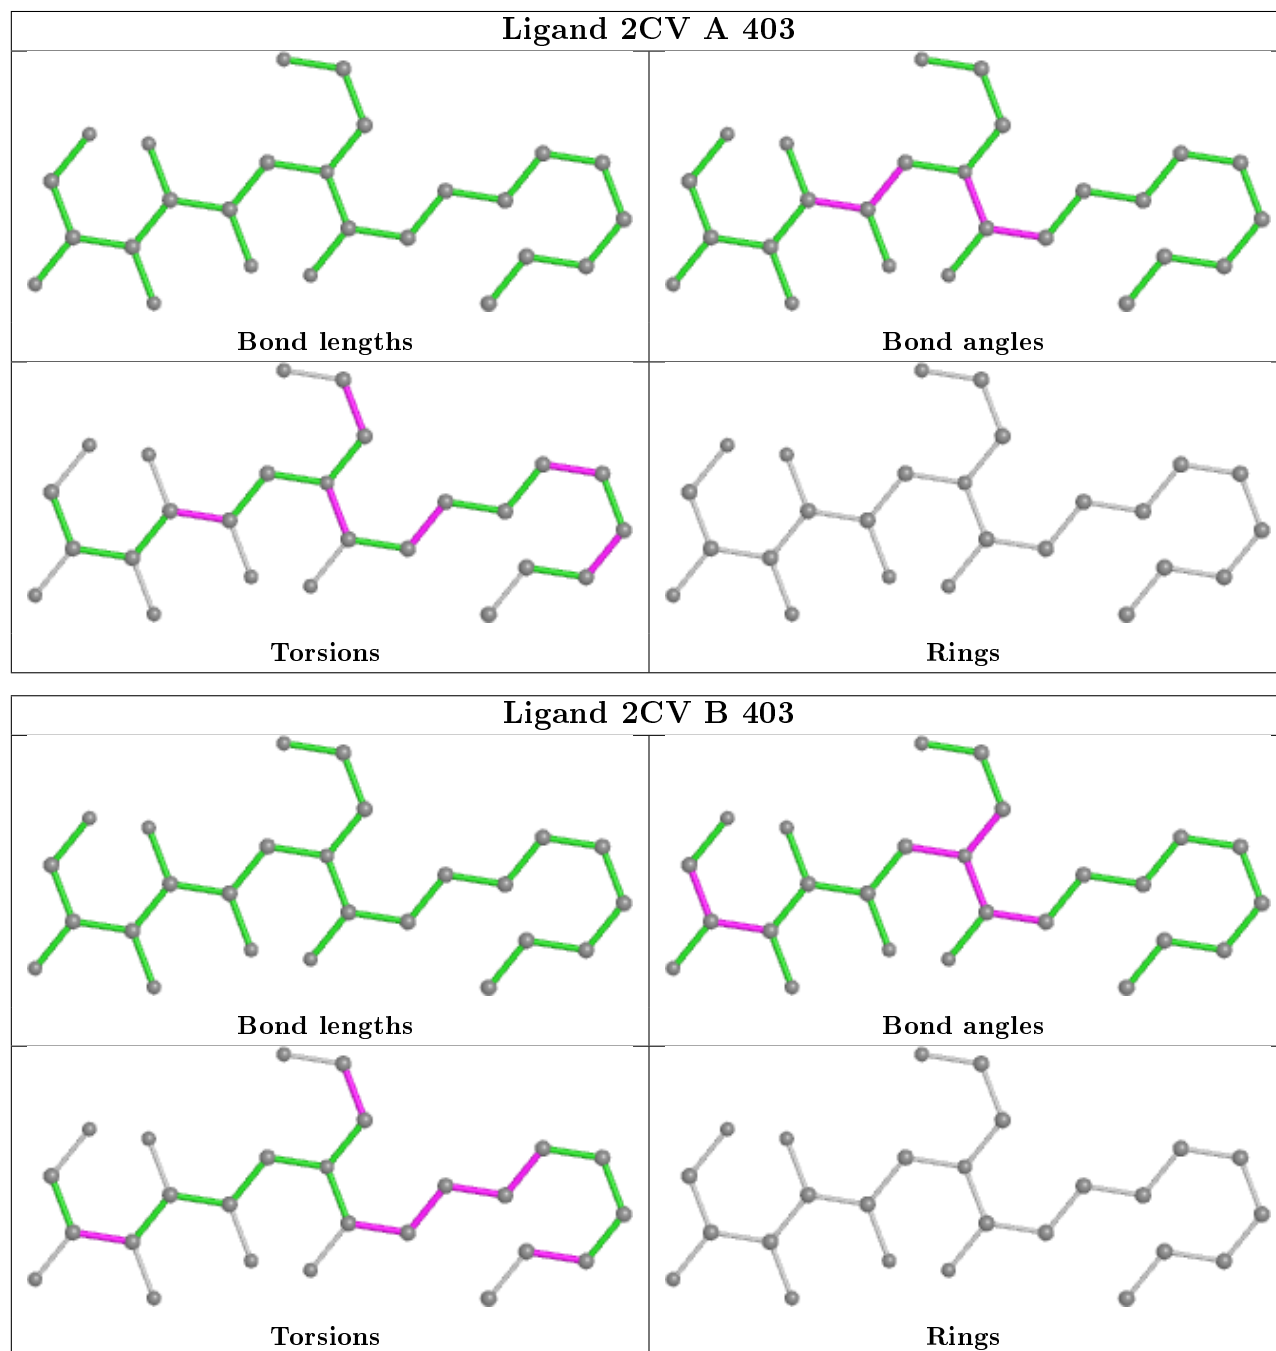 Ligand 2CV A 403
Bond lengths
Bond angles
Torsions
Rings
Ligand 2CV B 403
Bond lengths
Bond angles
Torsions
Rings